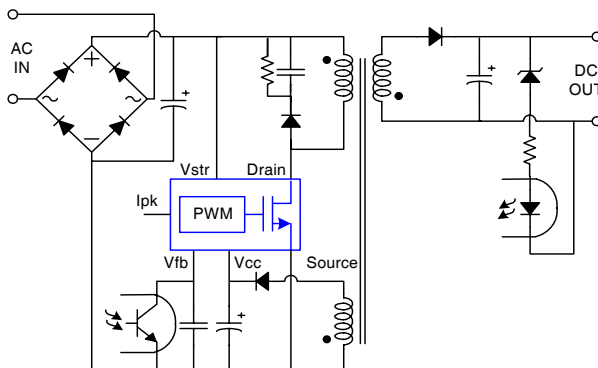 AC
IN
DC
OUT
Vstr
Drain
Ipk
PWM
Vfb
Vcc
Source